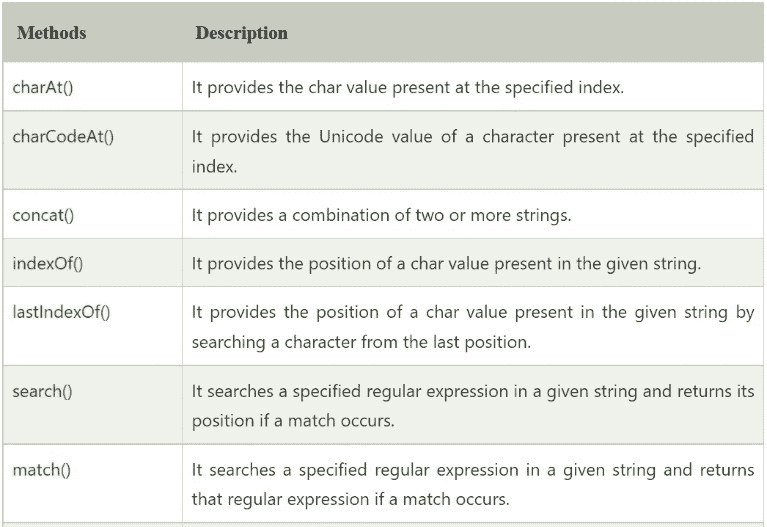 Methods Description
charAt() It provides the char value present at the specified index.
charCodeAt() It provides the Unicode value of a character present at the specified
index.
concat() It provides a combination of two or more strings.
indexOf() It provides the position of a char value present in the given string.
lastIndexOf() It provides the position of a char value present in the given string by
searching a character from the last position.
search() It searches a specified regular expression in a given string and returns its
position if a match occurs.
match() It searches a specified regular expression in a given string and returns
that regular expression if a match occurs.